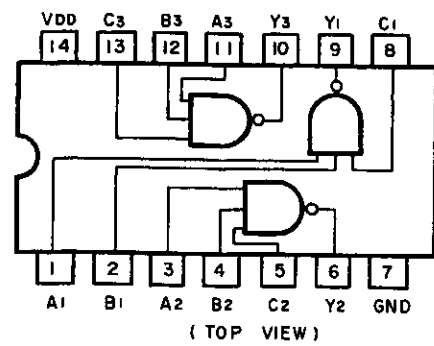 VDD C3 B3 A3 Y3 Y1 C1
14 13 12 11 10 9 8
1 2 3 4 5 6 7
A1 B1 A2 B2 C2 Y2 GND
( TOP VIEW )